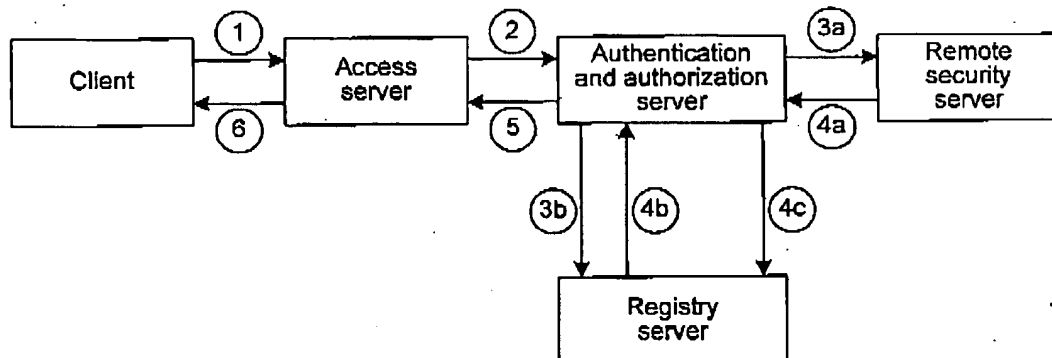 1
2
3a
Client
Access
server
Authentication
and authorization
server
Remote
security
server
6
5
4a
3b
4b
4c
Registry
server